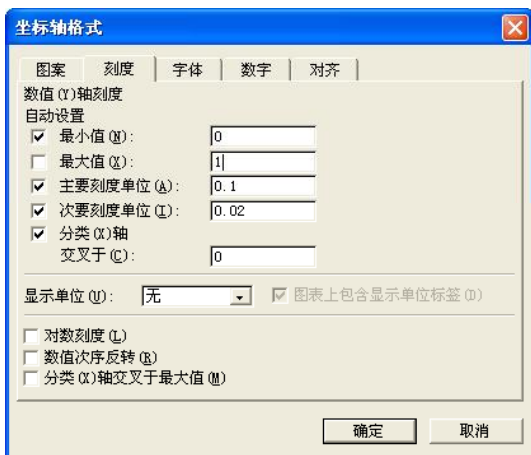 坐标轴格式
图案 刻度 字体 数字 对齐
数值(Y)轴刻度
自动设置
最小值(N): 0
最大值(X): 1
主要刻度单位(A): 0.1
次要刻度单位(I): 0.02
分类(X)轴
交叉于(C): 0
显示单位(U): 无 图表上包含显示单位标签(D)
对数刻度(L)
数值次序反转(R)
分类(X)轴交叉于最大值(M)
确定 取消